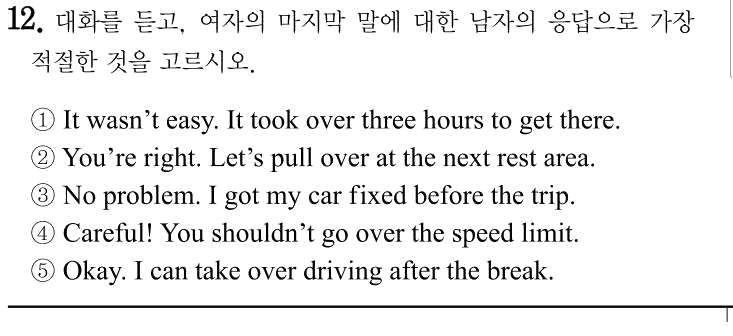 12. 대화를 듣고, 여자의 마지막 말에 대한 남자의 응답으로 가장
적절한 것을 고르시오.
① It wasn’t easy. It took over three hours to get there.
② You’re right. Let’s pull over at the next rest area.
③ No problem. I got my car fixed before the trip.
④ Careful! You shouldn’t go over the speed limit.
⑤ Okay. I can take over driving after the break.